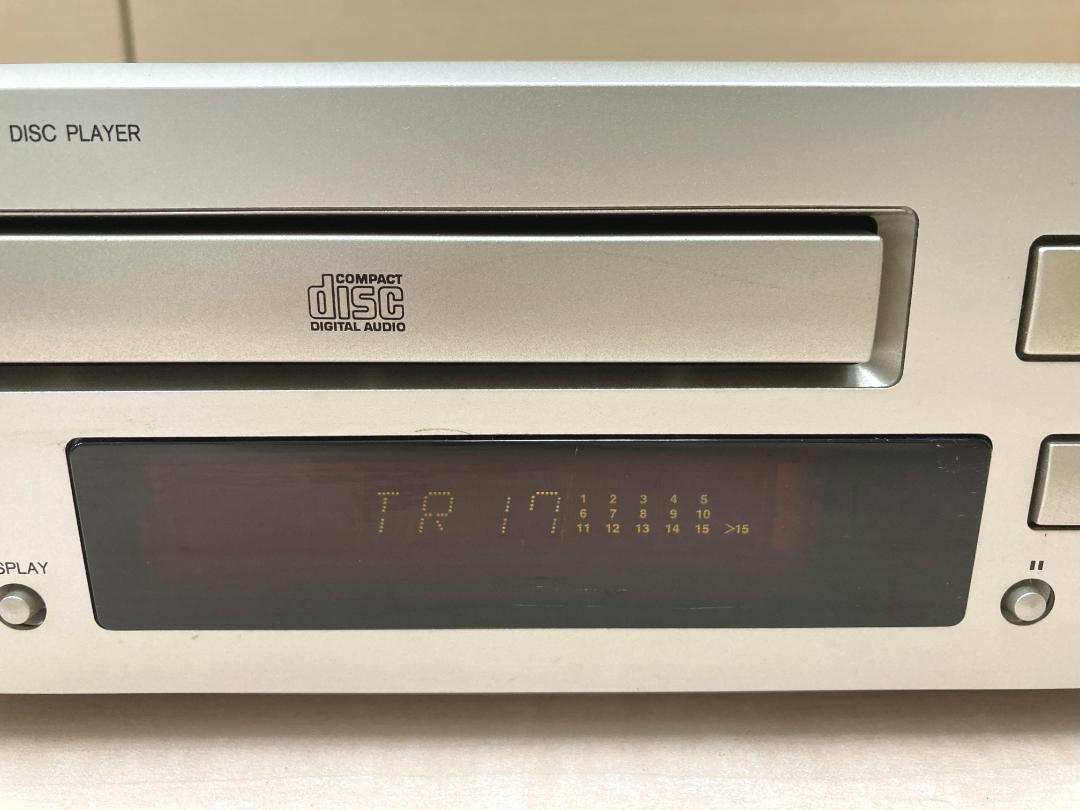 DISC PLAYER
COMPACT
disc
DIGITAL AUDIO
TR 17
1 2 3 4 5
6 7 8 9 10
11 12 13 14 15 >15
SPLAY